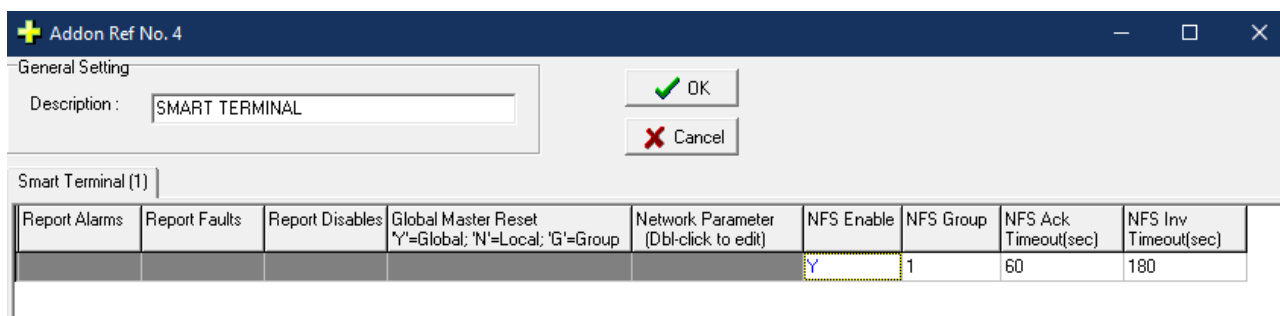 Addon Ref No. 4
General Setting
Description :
SMART TERMINAL
OK
Cancel
Smart Terminal (1)
Report Alarms
Report Faults
Report Disables
Global Master Reset
'Y'=Global; 'N'=Local; 'G'=Group
Network Parameter
(Dbl-click to edit)
NFS Enable
NFS Group
NFS Ack
Timeout(sec)
NFS Inv
Timeout(sec)
Y
1
60
180